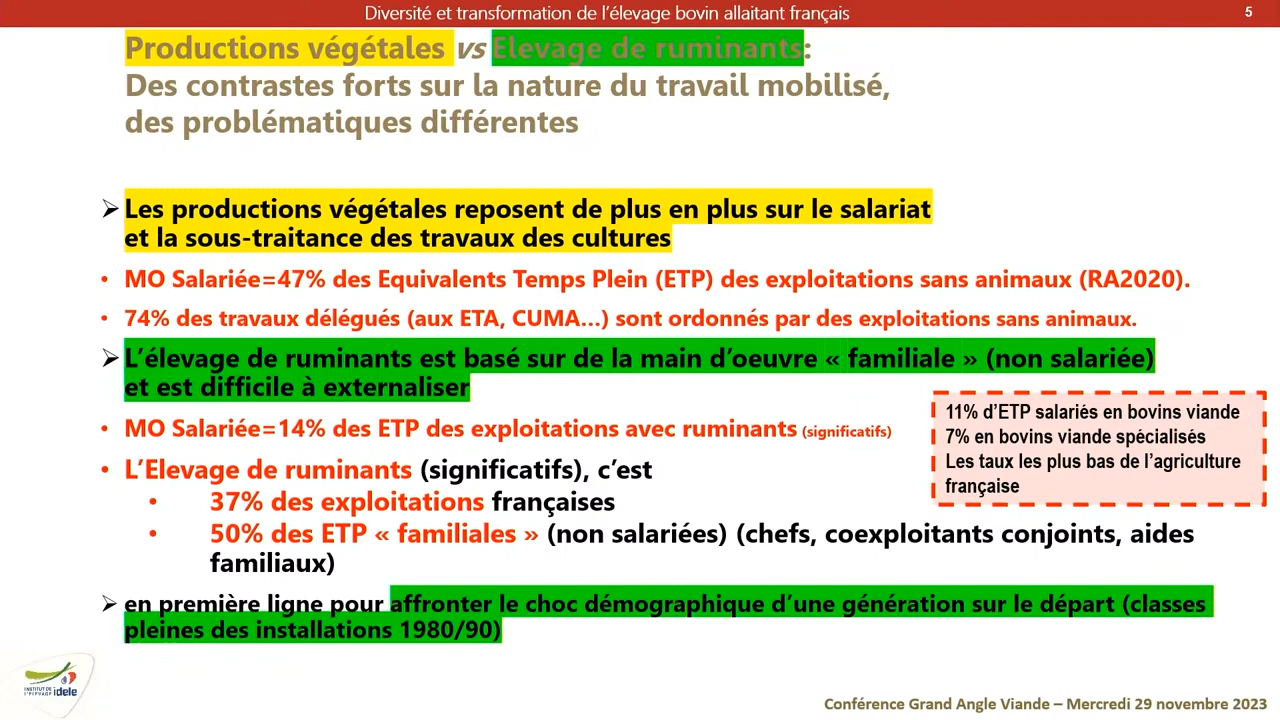 Diversité et transformation de l'élevage bovin allaitant français
5
Productions végétales vs Elevage de ruminants:
Des contrastes forts sur la nature du travail mobilisé,
des problématiques différentes
➢ Les productions végétales reposent de plus en plus sur le salariat
et la sous-traitance des travaux des cultures
• MO Salariée=47% des Equivalents Temps Plein (ETP) des exploitations sans animaux (RA2020).
• 74% des travaux délégués (aux ETA, CUMA…) sont ordonnés par des exploitations sans animaux.
➢ L'élevage de ruminants est basé sur de la main d'oeuvre « familiale » (non salariée)
et est difficile à externaliser
• MO Salariée=14% des ETP des exploitations avec ruminants (significatifs)
11% d'ETP salariés en bovins viande
7% en bovins viande spécialisés
Les taux les plus bas de l'agriculture
française
• L'Elevage de ruminants (significatifs), c'est
• 37% des exploitations françaises
• 50% des ETP « familiales » (non salariées) (chefs, coexploitants conjoints, aides
familiaux)
➢ en première ligne pour affronter le choc démographique d'une génération sur le départ (classes
pleines des installations 1980/90)
INSTITUT DE
L'ELEVAGE idele
Conférence Grand Angle Viande – Mercredi 29 novembre 2023